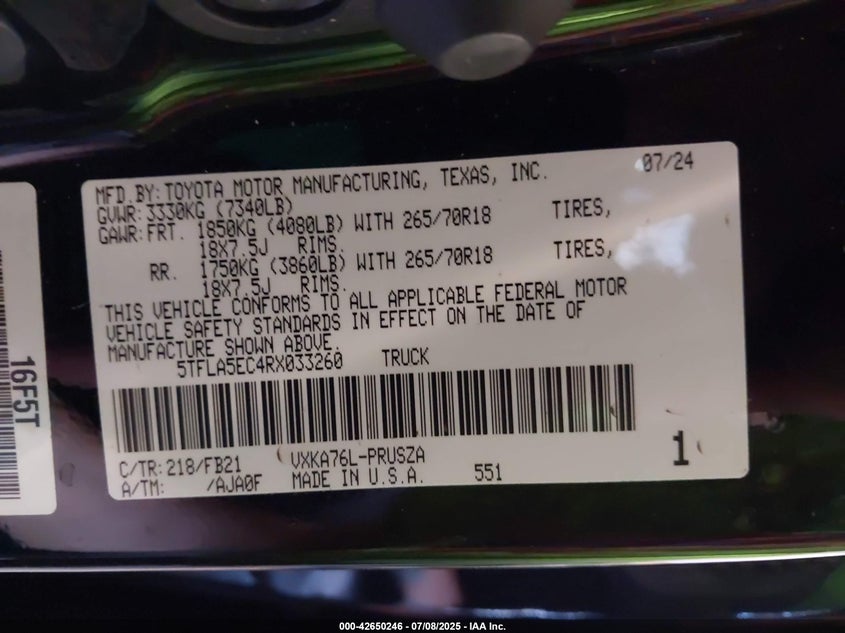 MFD.BY:TOYOTA MOTOR MANUFACTURING, TEXAS, INC. 07/24
GVWR:3330KG (7340LB)
GAWR:FRT. 1850KG (4080LB) WITH 265/70R18 TIRES,
18X7.5J RIMS.
RR. 1750KG (3860LB) WITH 265/70R18 TIRES,
18X7.5J RIMS.
THIS VEHICLE CONFORMS TO ALL APPLICABLE FEDERAL MOTOR
VEHICLE SAFETY STANDARDS IN EFFECT ON THE DATE OF
MANUFACTURE SHOWN ABOVE.
5TFLA5EC4RX033260 TRUCK
C/TR:218/FB21 VXKA76L-PRUSZA
A/TM: /AJA0F MADE IN U.S.A. 551
1
16F5T
000-42650246 - 07/08/2025 - IAA Inc.